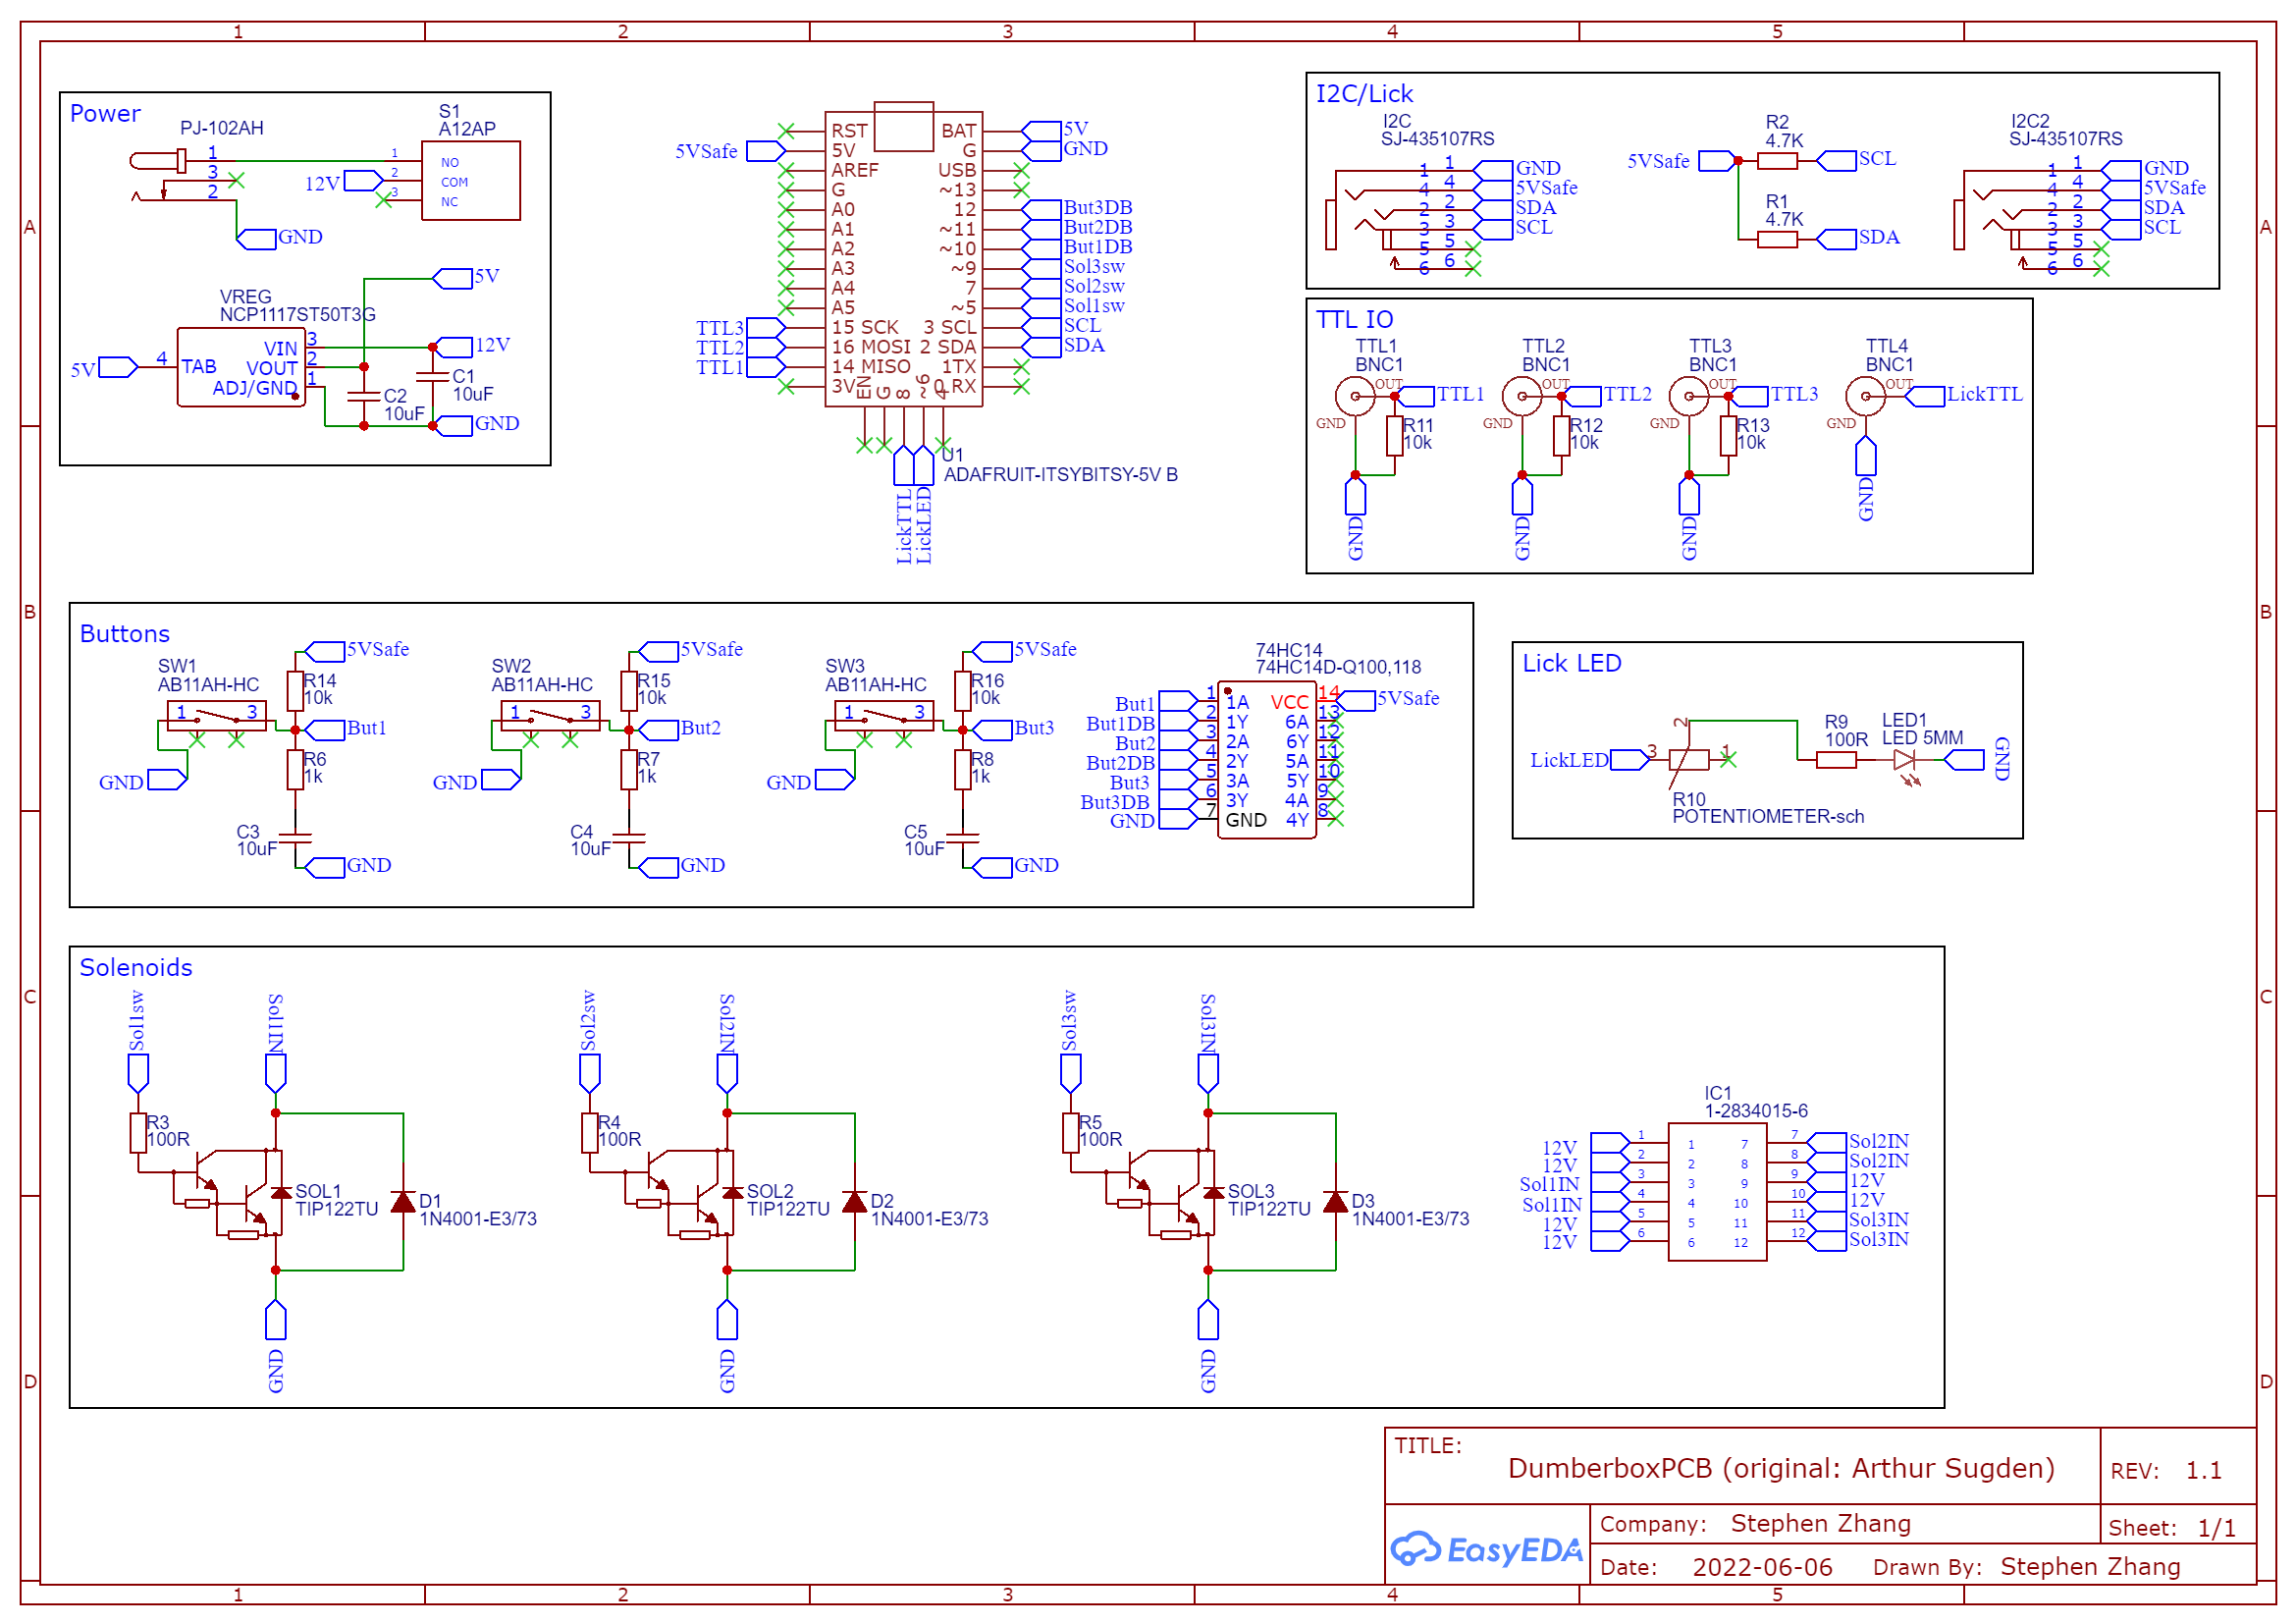 1 2 3 4 5
A
B
C
D
A
B
C
D
1 2 3 4 5
Power
PJ-102AH
1
3
2
GND
S1
A12AP
1 NO
2 COM
3 NC
12V
5V
VREG
NCP1117ST50T3G
5V
4 TAB
VIN 3
VOUT 2
ADJ/GND 1
12V
C1
10uF
C2
10uF
GND
5VSafe
TTL3
TTL2
TTL1
RST
5V
AREF
G
A0
A1
A2
A3
A4
A5
15 SCK
16 MOSI
14 MISO
3V
BAT
G
USB
~13
12
~11
~10
~9
7
~5
3 SCL
2 SDA
1TX
0 RX
EN
G
8
~6
4
5V
GND
But3DB
But2DB
But1DB
Sol3sw
Sol2sw
Sol1sw
SCL
SDA
LickTTL
LickLED
U1
ADAFRUIT-ITSYBITSY-5V B
I2C/Lick
I2C
SJ-435107RS
1 1 GND
4 4 5VSafe
2 2 SDA
3 3 SCL
5 5
6 6
5VSafe
R2
4.7K
SCL
R1
4.7K
SDA
I2C2
SJ-435107RS
1 1 GND
4 4 5VSafe
2 2 SDA
3 3 SCL
5 5
6 6
TTL IO
TTL1
BNC1
OUT
TTL1
GND
R11
10k
GND
TTL2
BNC1
OUT
TTL2
GND
R12
10k
GND
TTL3
BNC1
OUT
TTL3
GND
R13
10k
GND
TTL4
BNC1
OUT
LickTTL
GND
GND
Buttons
SW1
AB11AH-HC
1 3
5VSafe
R14
10k
But1
R6
1k
GND
C3
10uF
GND
SW2
AB11AH-HC
1 3
5VSafe
R15
10k
But2
R7
1k
GND
C4
10uF
GND
SW3
AB11AH-HC
1 3
5VSafe
R16
10k
But3
R8
1k
GND
C5
10uF
GND
74HC14
74HC14D-Q100,118
But1 1 1A
But1DB 2 1Y
But2 3 2A
But2DB 4 2Y
But3 5 3A
But3DB 6 3Y
GND 7 GND
VCC 14 5VSafe
6A 13
6Y 12
5A 11
5Y 10
4A 9
4Y 8
Lick LED
LickLED
3 2 1
R10
POTENTIOMETER-sch
R9
100R
LED1
LED 5MM
GND
Solenoids
Sol1sw
Sol1IN
R3
100R
SOL1
TIP122TU
D1
1N4001-E3/73
GND
Sol2sw
Sol2IN
R4
100R
SOL2
TIP122TU
D2
1N4001-E3/73
GND
Sol3sw
Sol3IN
R5
100R
SOL3
TIP122TU
D3
1N4001-E3/73
GND
IC1
1-2834015-6
12V 1 1 7 7 Sol2IN
12V 2 2 8 8 Sol2IN
Sol1IN 3 3 9 9 12V
Sol1IN 4 4 10 10 12V
12V 5 5 11 11 Sol3IN
12V 6 6 12 12 Sol3IN
TITLE:
DumberboxPCB (original: Arthur Sugden)
REV: 1.1
EasyEDA
Company: Stephen Zhang
Sheet: 1/1
Date: 2022-06-06 Drawn By: Stephen Zhang